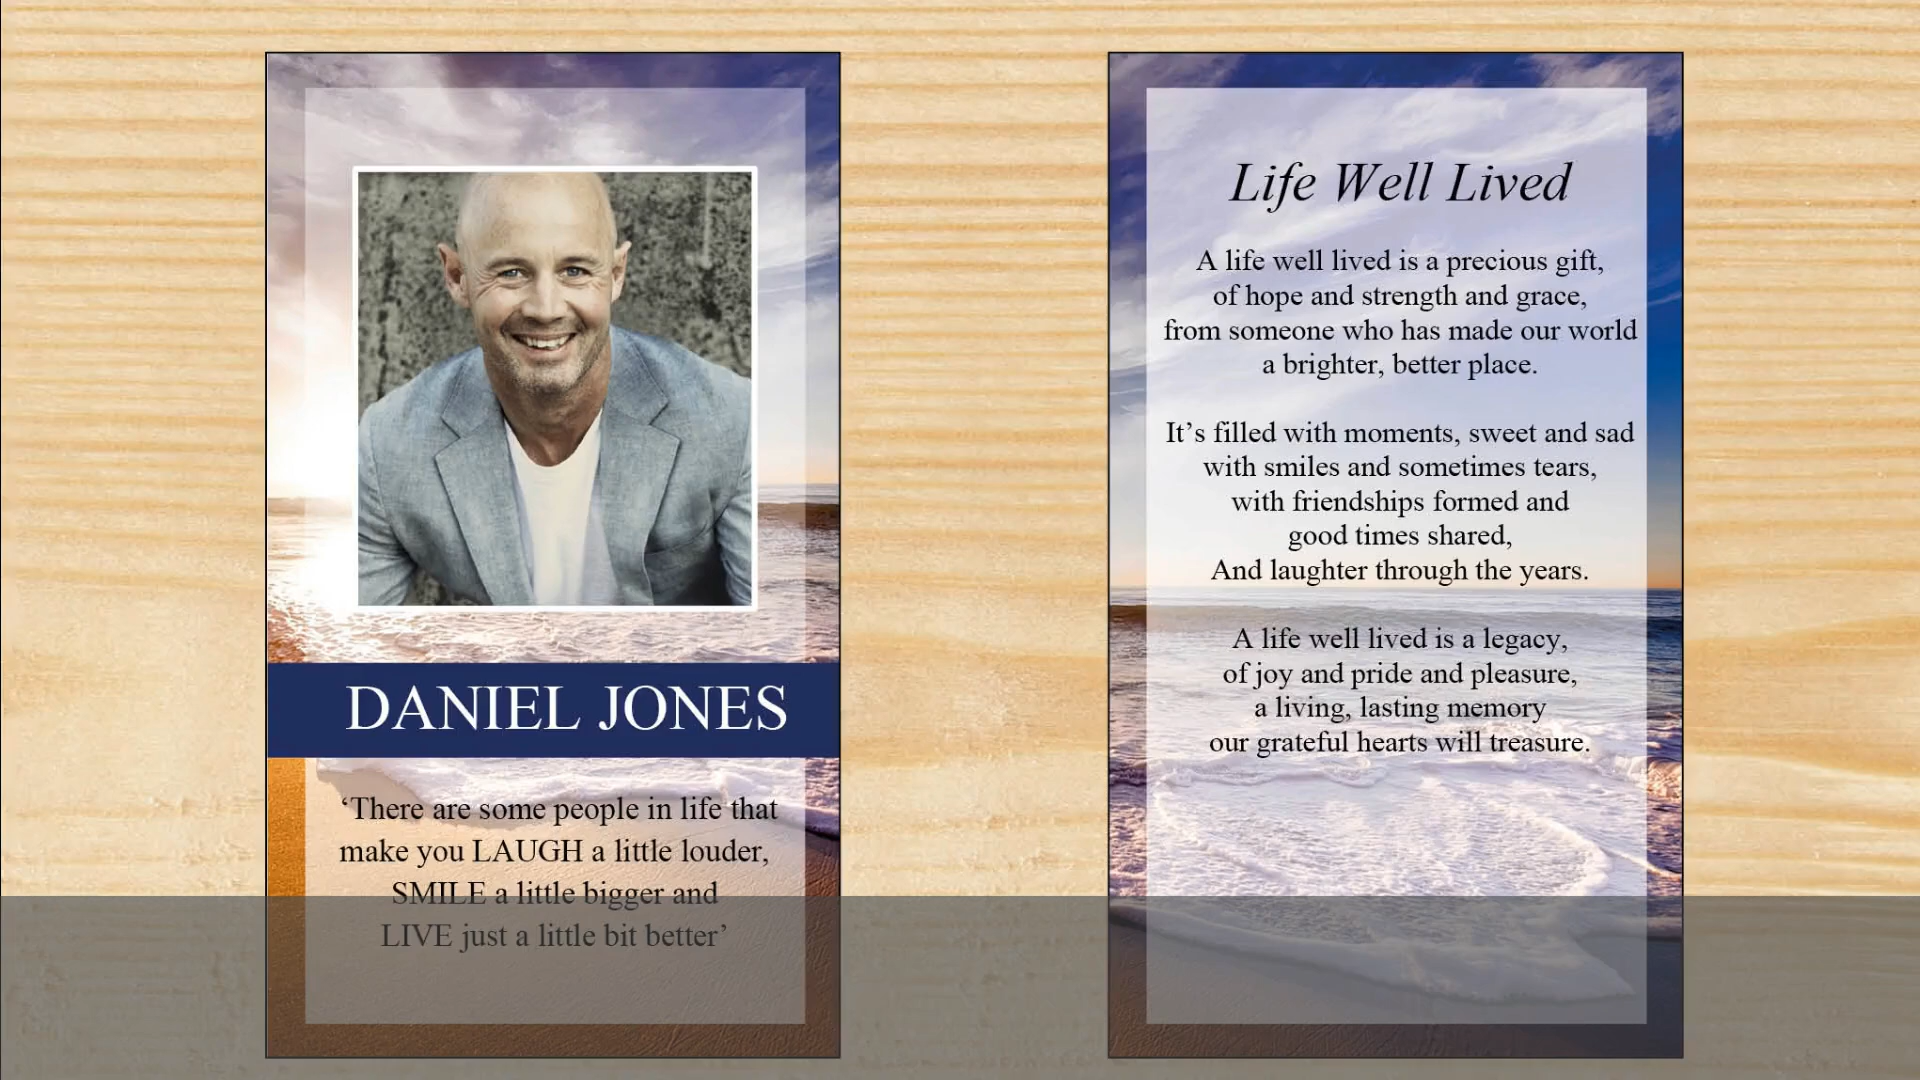 DANIEL JONES
‘There are some people in life that
make you LAUGH a little louder,
SMILE a little bigger and
LIVE just a little bit better’
Life Well Lived
A life well lived is a precious gift,
of hope and strength and grace,
from someone who has made our world
a brighter, better place.
It’s filled with moments, sweet and sad
with smiles and sometimes tears,
with friendships formed and
good times shared,
And laughter through the years.
A life well lived is a legacy,
of joy and pride and pleasure,
a living, lasting memory
our grateful hearts will treasure.